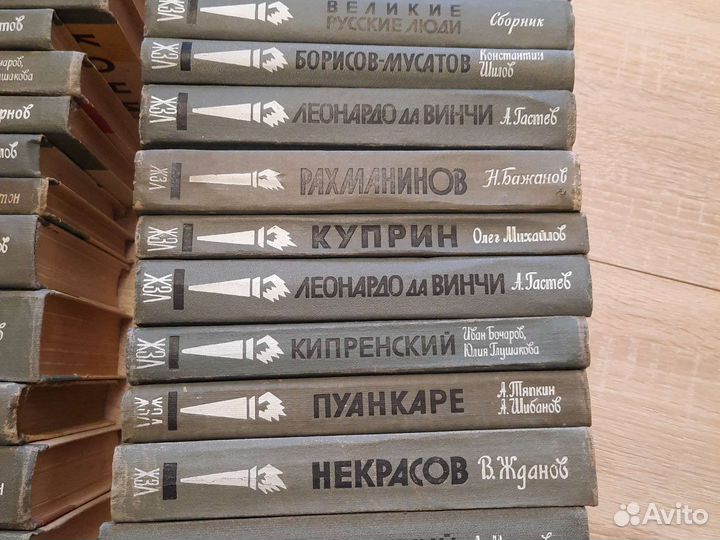 ВЕЛИКИЕ
РУССКИЕ ЛЮДИ
Сборник
ЖЗЛ
БОРИСОВ-МУСАТОВ
Константин
Шилов
ЖЗЛ
ЛЕОНАРДО ДА ВИНЧИ
А. Гастев
ЖЗЛ
РАХМАНИНОВ
Н. Бажанов
ЖЗЛ
КУПРИН
Олег Михайлов
ЖЗЛ
ЛЕОНАРДО ДА ВИНЧИ
А. Гастев
ЖЗЛ
КИПРЕНСКИЙ
Иван Бочаров,
Юлия Глушакова
ЖЗЛ
ПУАНКАРЕ
А. Тяпкин
А. Шибанов
ЖЗЛ
НЕКРАСОВ
В. Жданов
Avito